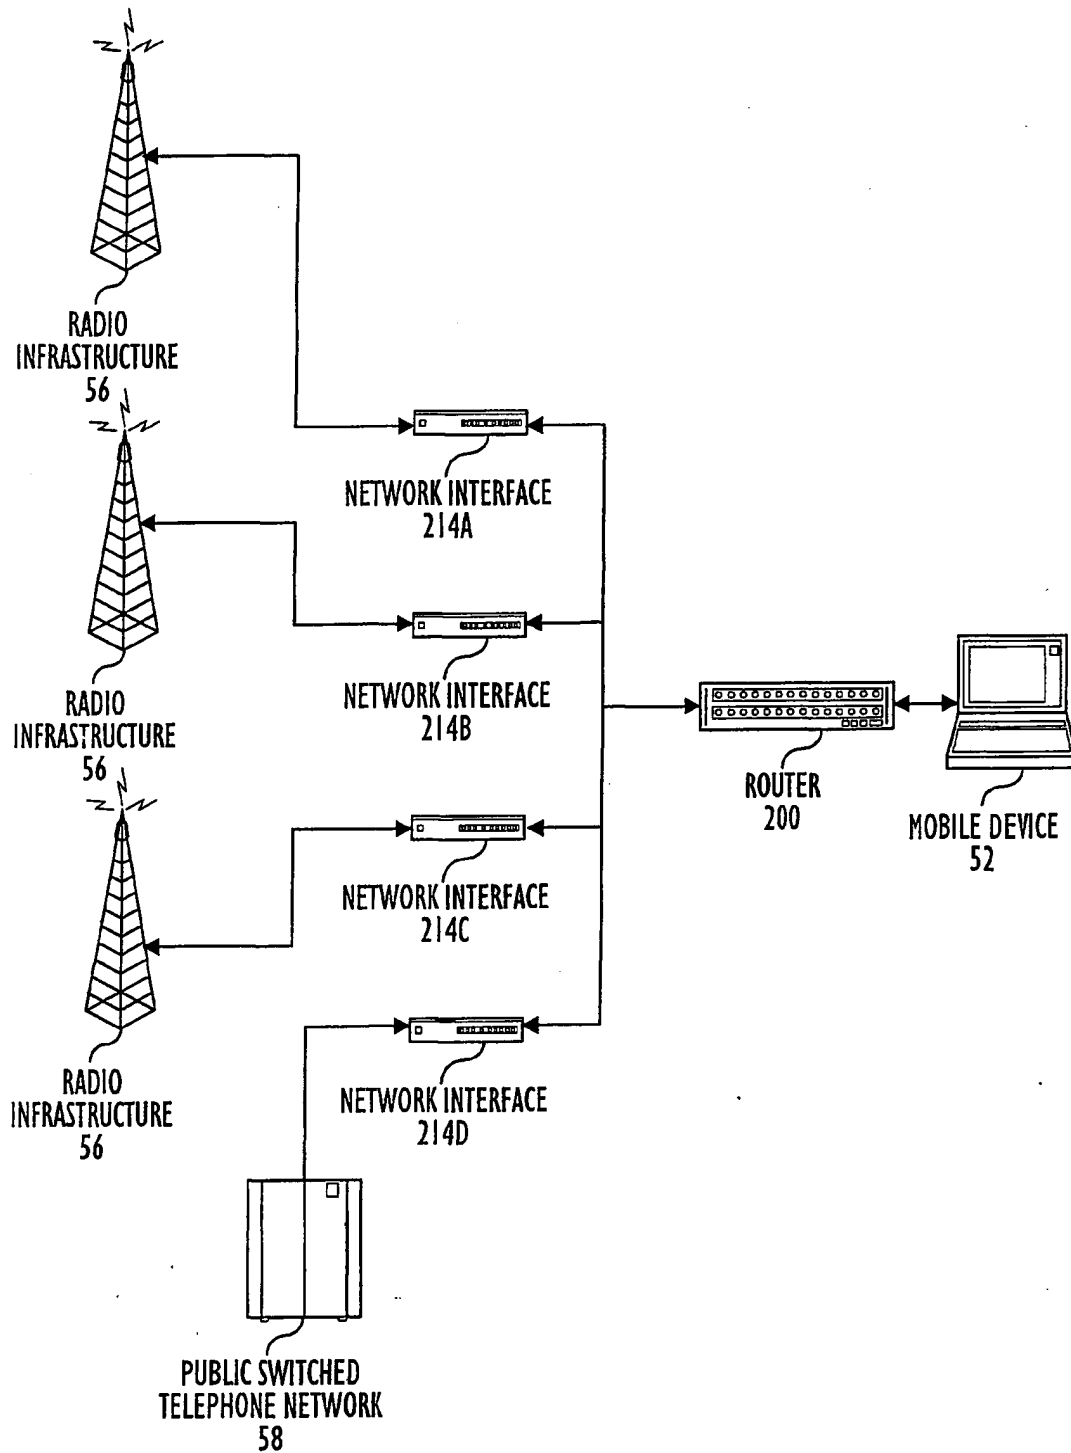 RADIO
INFRASTRUCTURE
56
NETWORK INTERFACE
214A
RADIO
INFRASTRUCTURE
56
NETWORK INTERFACE
214B
ROUTER
200
MOBILE DEVICE
52
NETWORK INTERFACE
214C
RADIO
INFRASTRUCTURE
56
NETWORK INTERFACE
214D
PUBLIC SWITCHED
TELEPHONE NETWORK
58